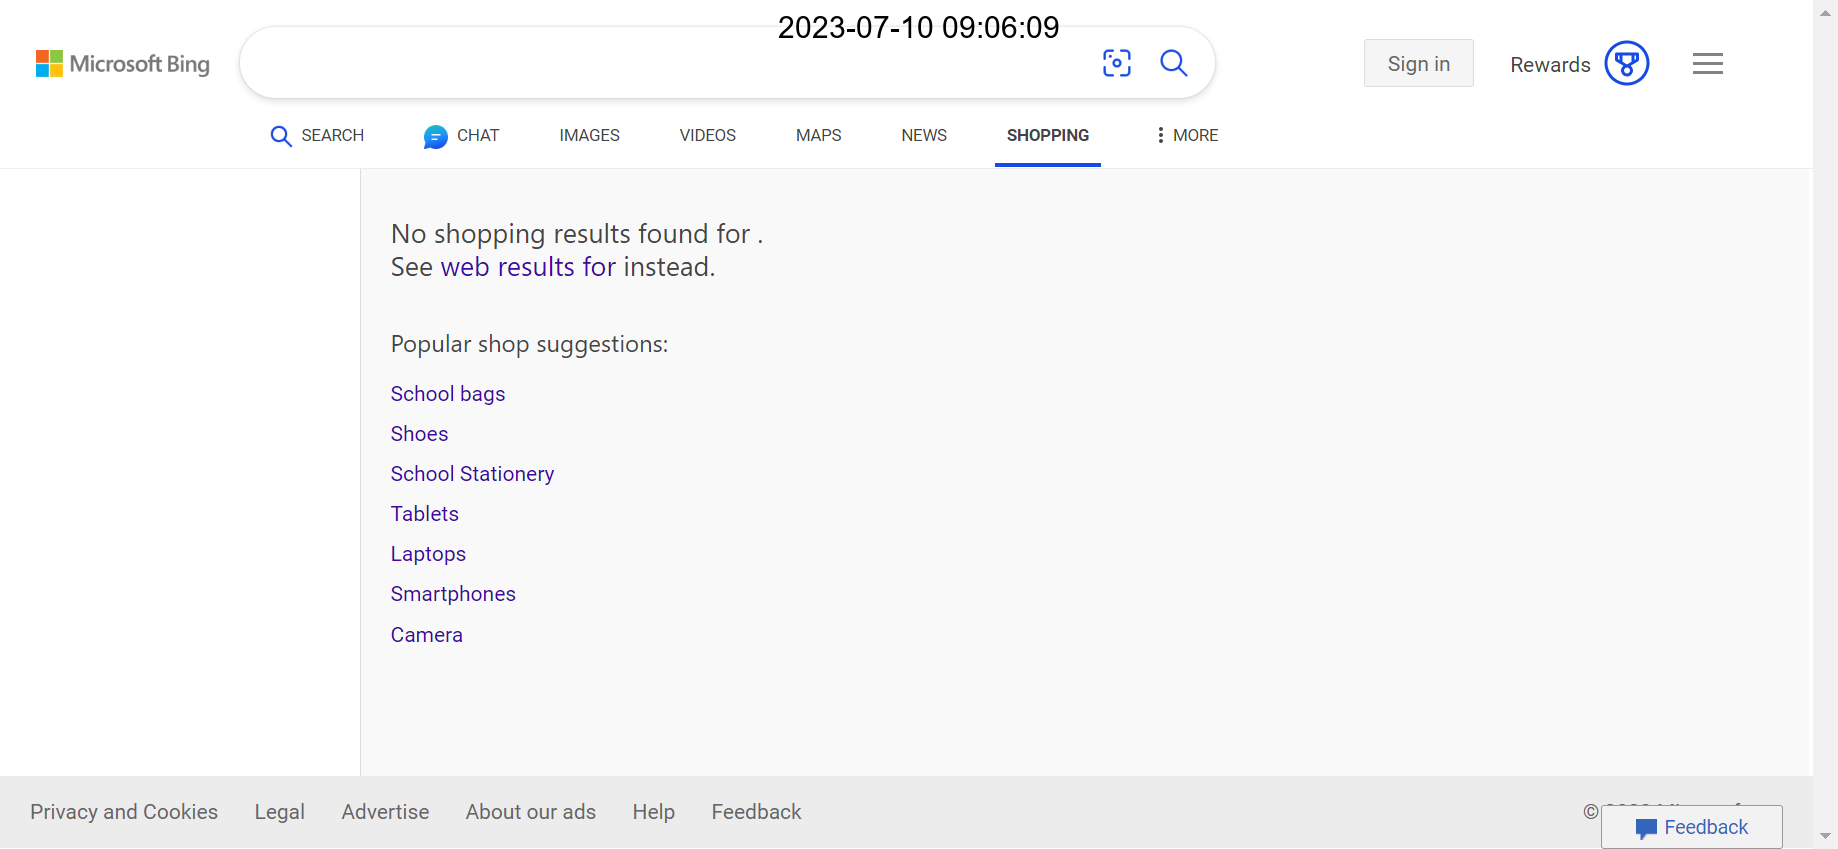 2023-07-10 09:06:09
Microsoft Bing
Sign in
Rewards
SEARCH
CHAT
IMAGES
VIDEOS
MAPS
NEWS
SHOPPING
MORE
No shopping results found for .
See web results for instead.
Popular shop suggestions:
School bags
Shoes
School Stationery
Tablets
Laptops
Smartphones
Camera
Privacy and Cookies
Legal
Advertise
About our ads
Help
Feedback
©
Feedback